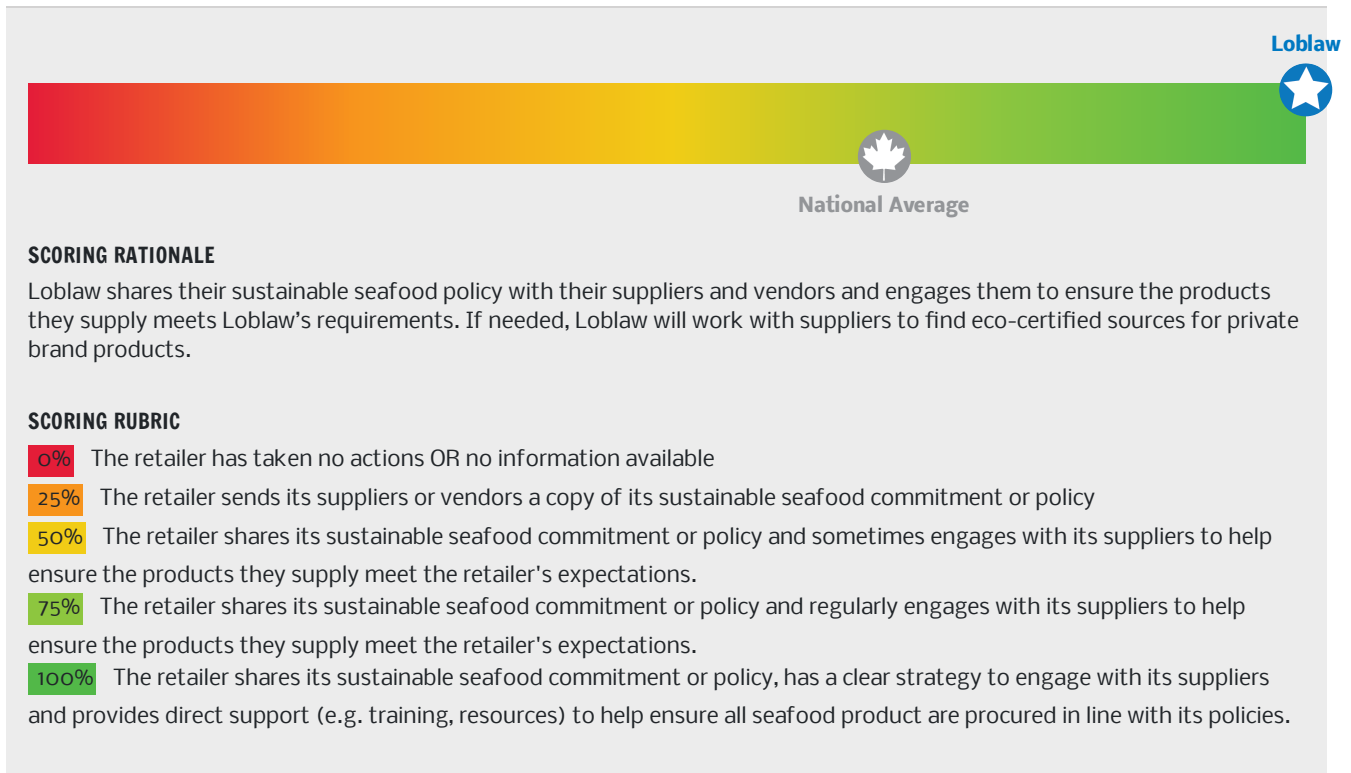 Loblaw
National Average
SCORING RATIONALE
Loblaw shares their sustainable seafood policy with their suppliers and vendors and engages them to ensure the products
they supply meets Loblaw's requirements. If needed, Loblaw will work with suppliers to find eco-certified sources for private
brand products.
SCORING RUBRIC
0% The retailer has taken no actions OR no information available
25% The retailer sends its suppliers or vendors a copy of its sustainable seafood commitment or policy
50% The retailer shares its sustainable seafood commitment or policy and sometimes engages with its suppliers to help
ensure the products they supply meet the retailer's expectations.
75% The retailer shares its sustainable seafood commitment or policy and regularly engages with its suppliers to help
ensure the products they supply meet the retailer's expectations.
100% The retailer shares its sustainable seafood commitment or policy, has a clear strategy to engage with its suppliers
and provides direct support (e.g. training, resources) to help ensure all seafood product are procured in line with its policies.